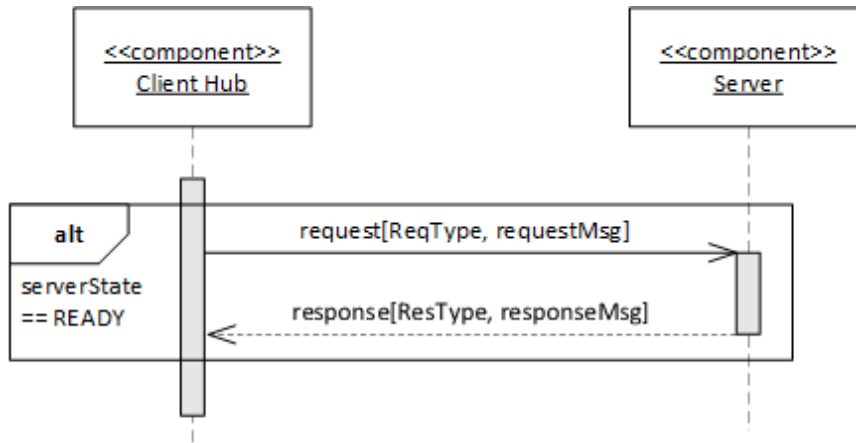 <<component>>
Client Hub
<<component>>
Server
alt
request[ReqType, requestMsg]
serverState
== READY
response[ResType, responseMsg]